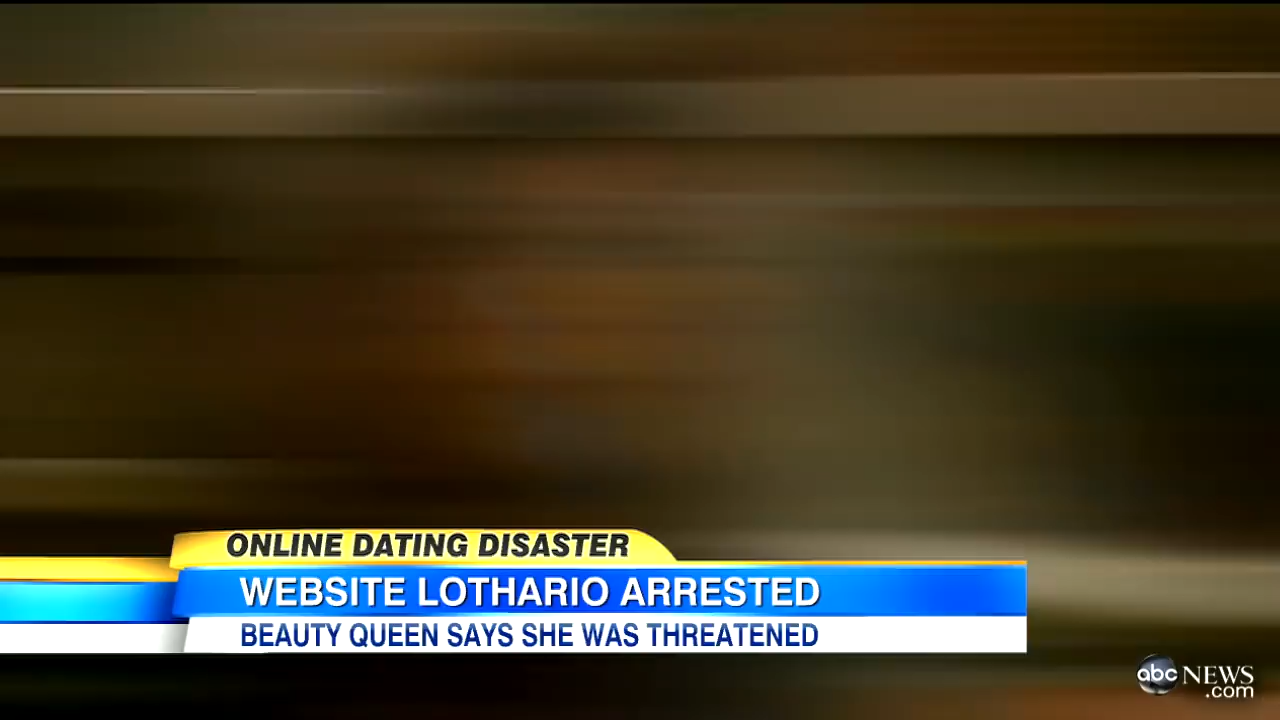 ONLINE DATING DISASTER
WEBSITE LOTHARIO ARRESTED
BEAUTY QUEEN SAYS SHE WAS THREATENED
abc NEWS
.com